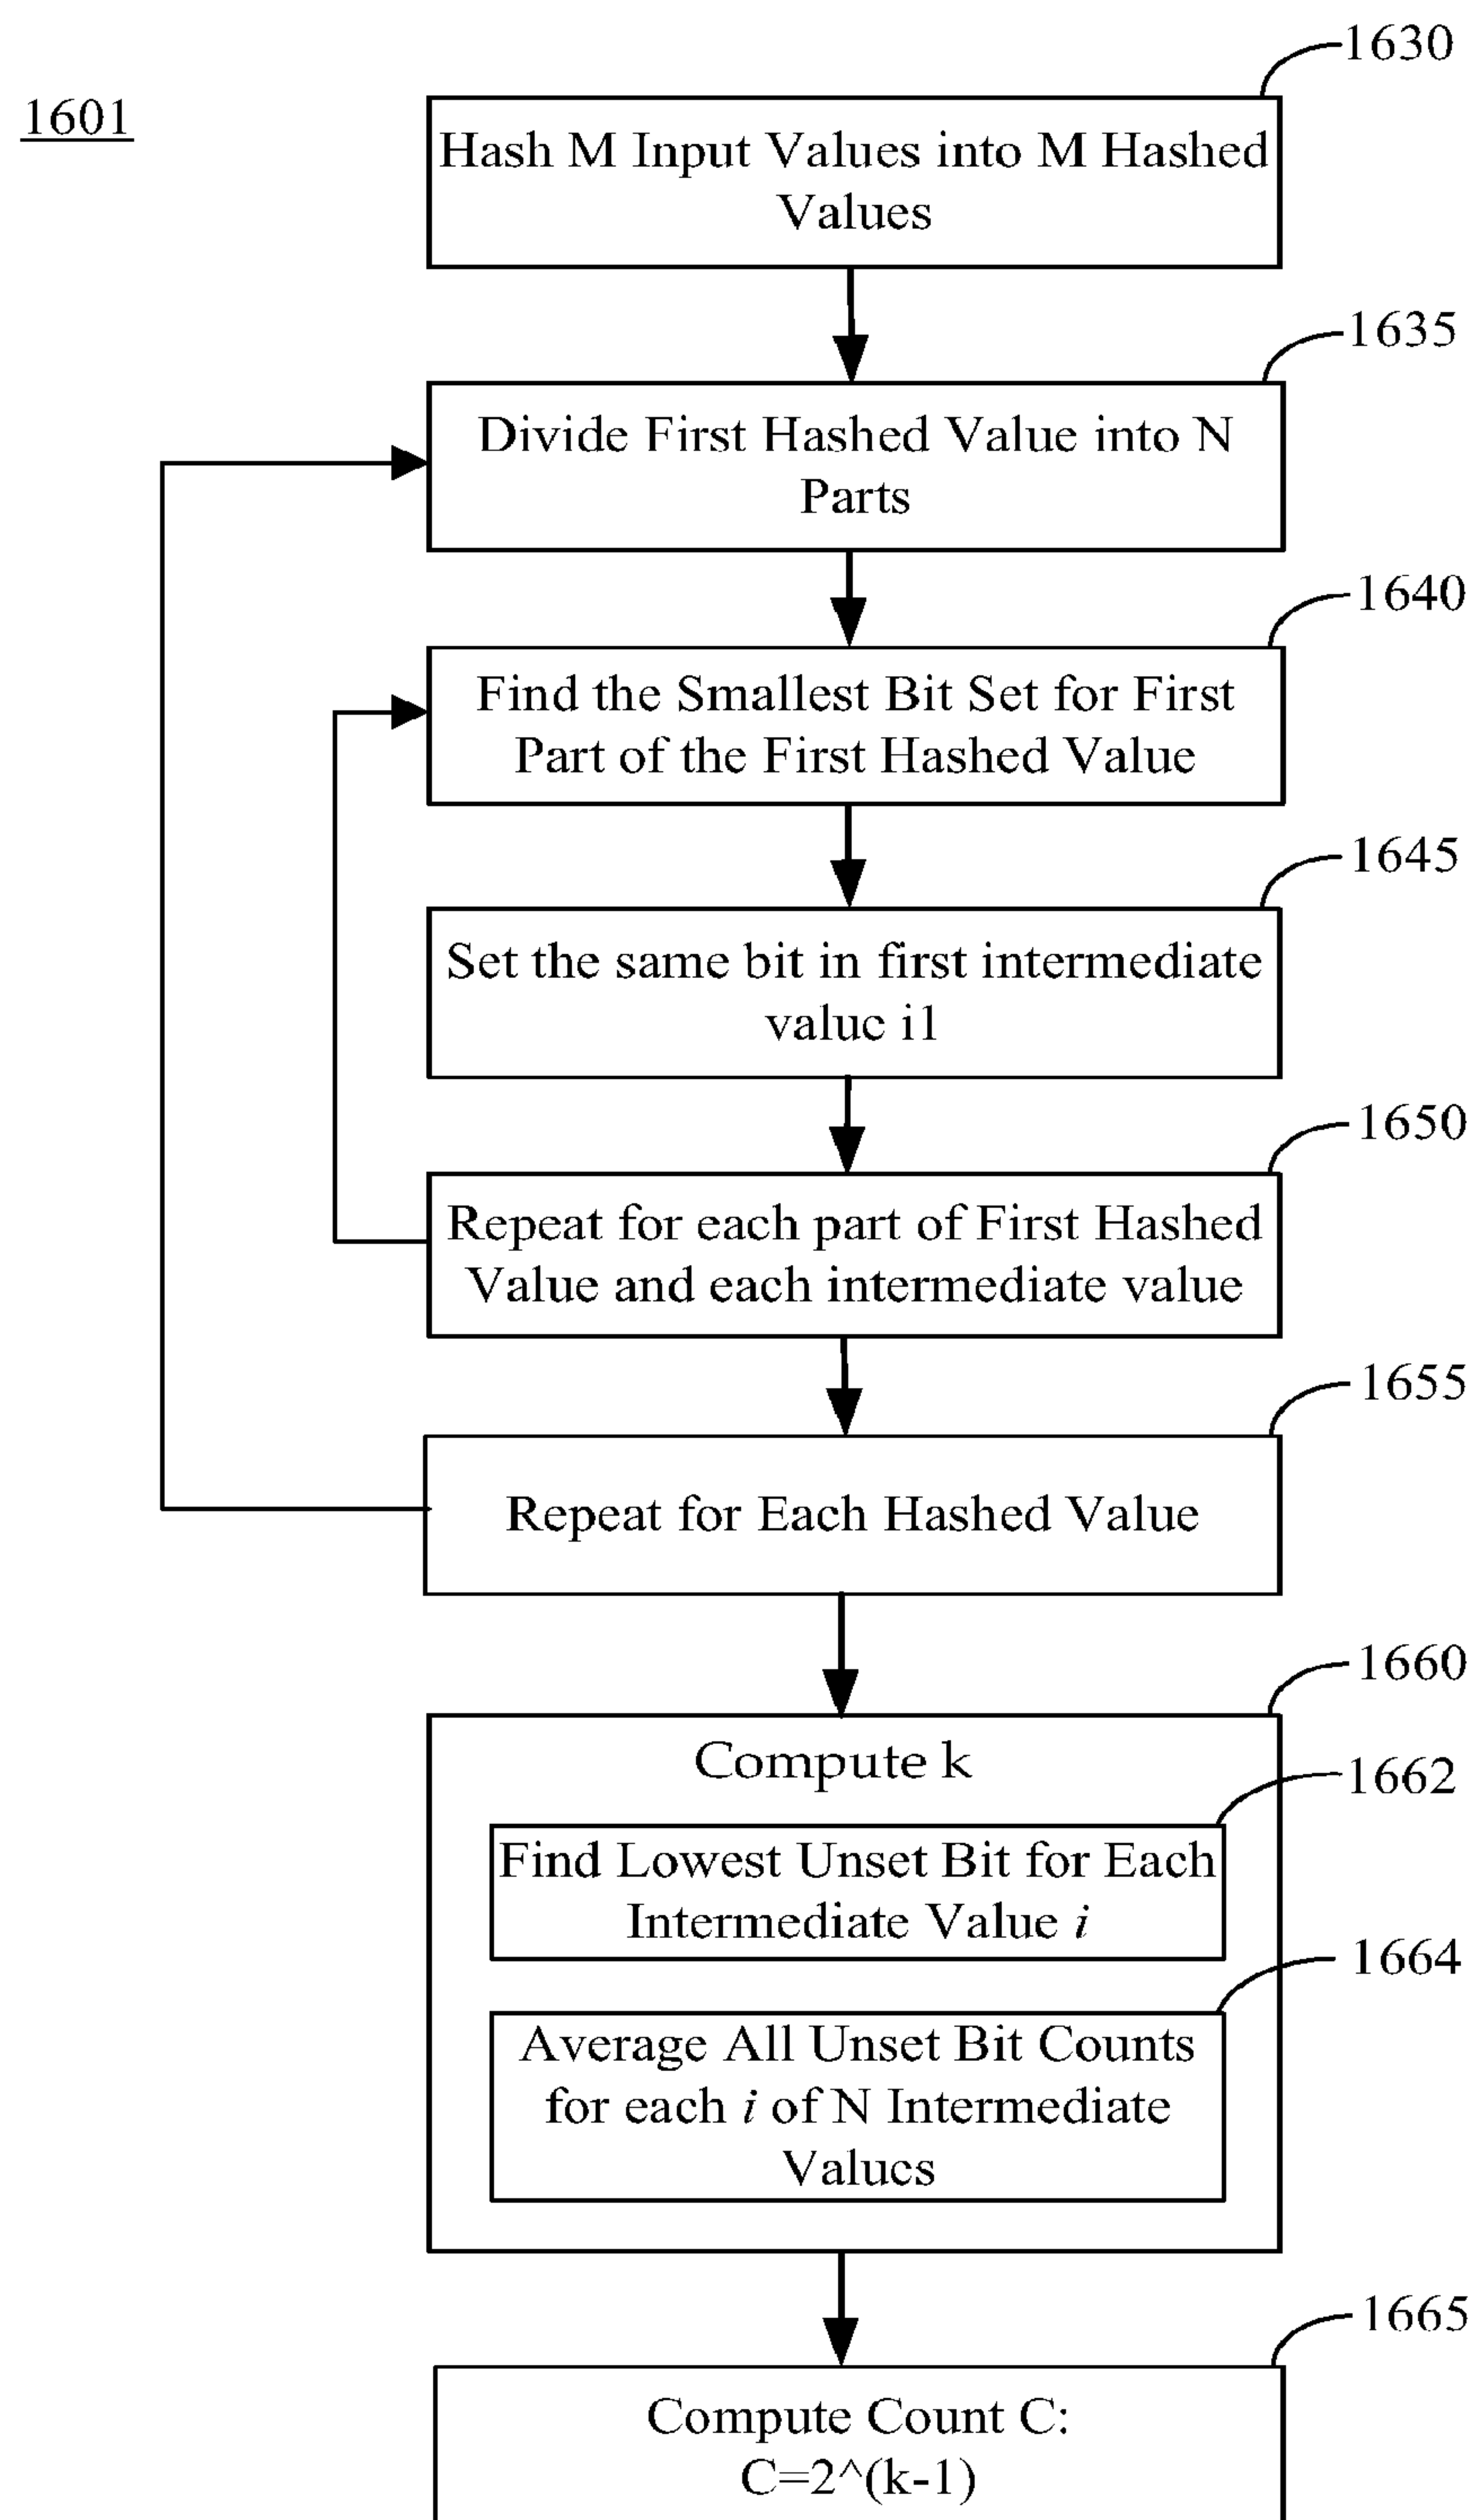 1601
1630
Hash M Input Values into M Hashed
Values
1635
Divide First Hashed Value into N
Parts
1640
Find the Smallest Bit Set for First
Part of the First Hashed Value
1645
Set the same bit in first intermediate
value i1
1650
Repeat for each part of First Hashed
Value and each intermediate value
1655
Repeat for Each Hashed Value
1660
Compute k
1662
Find Lowest Unset Bit for Each
Intermediate Value i
1664
Average All Unset Bit Counts
for each i of N Intermediate
Values
1665
Compute Count C:
C=2^(k-1)